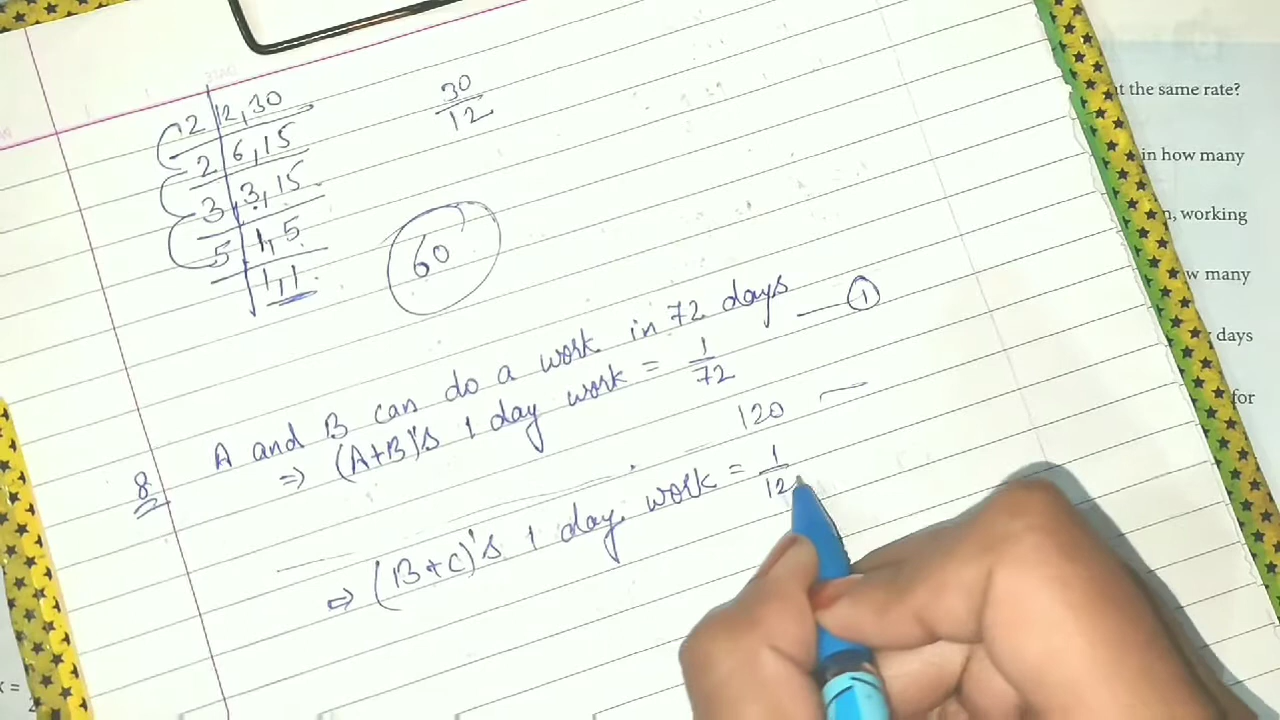 2 | 12, 30
2 | 6, 15
3 | 3, 15
5 | 1, 5
1, 1
30/12
60
8 A and B can do a work in 72 days — ①
⇒ (A+B)'s 1 day work = 1/72
120
⇒ (B+C)'s 1 day work = 1/12
t the same rate?
in how many
, working
w many
days
for
=